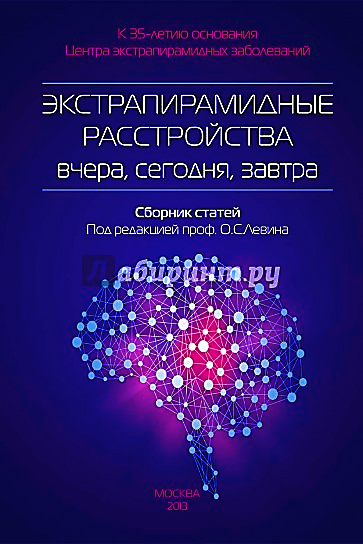 К 35-летию основания
Центра экстрапирамидных заболеваний
ЭКСТРАПИРАМИДНЫЕ
РАССТРОЙСТВА
вчера, сегодня, завтра
Сборник статей
Под редакцией проф. О.С.Левина
Лабиринт.ру
МОСКВА
2013